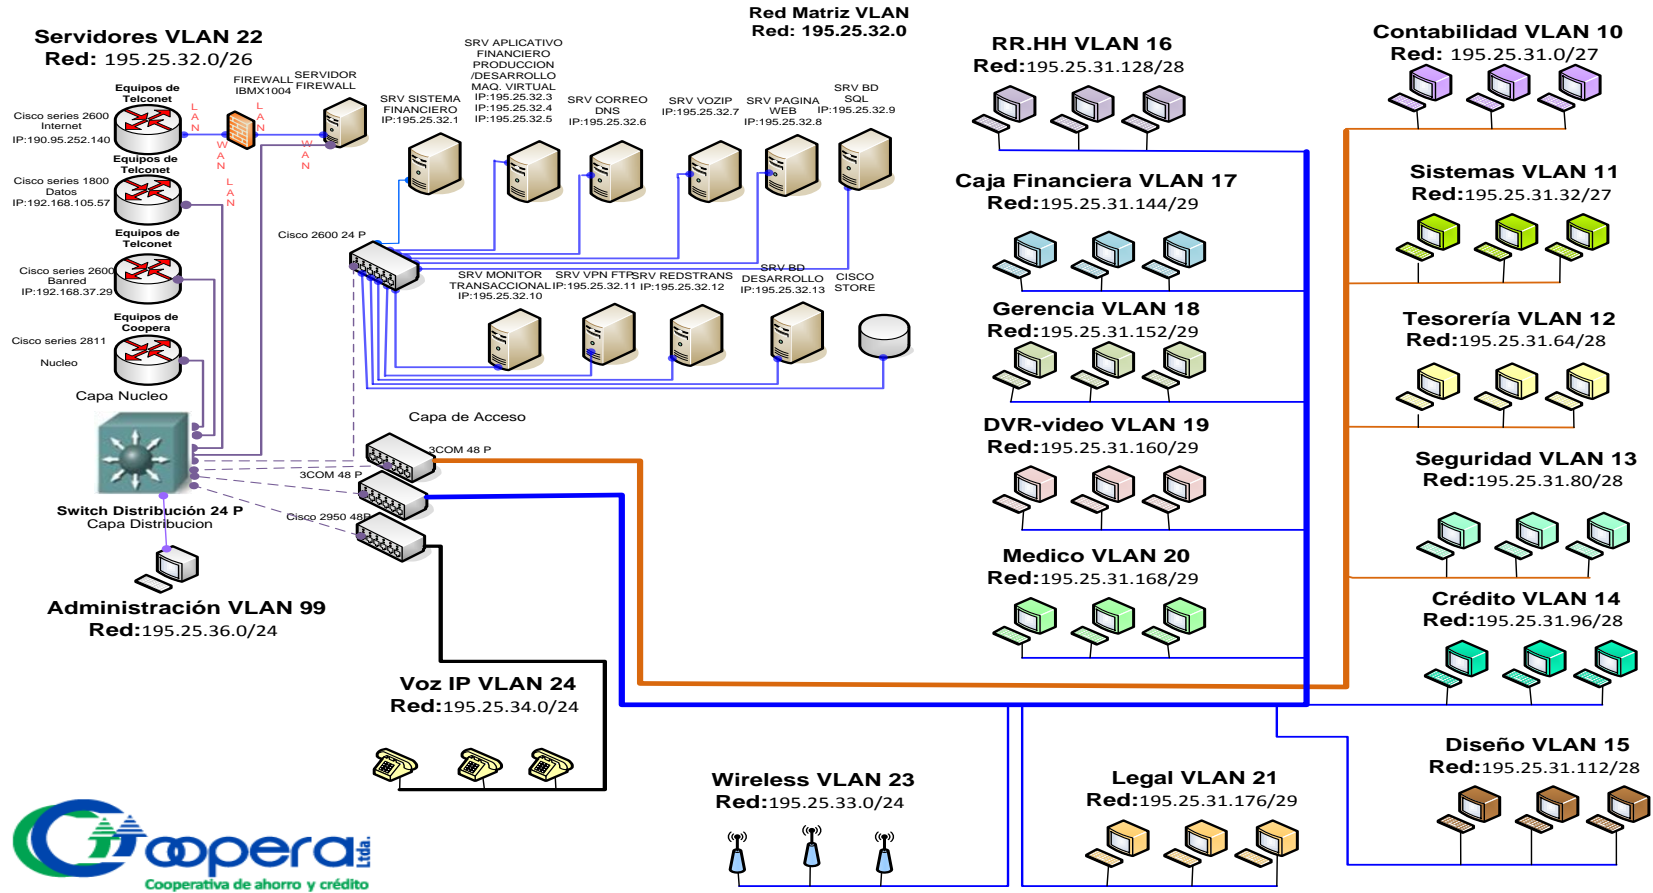 Red Matriz VLAN
Red: 195.25.32.0
Servidores VLAN 22
Red: 195.25.32.0/26
Equipos de
Telconet
Cisco series 2600
Internet
IP:190.95.252.140
LAN
WAN
FIREWALL
IBMX1004
LAN
WAN
SERVIDOR
FIREWALL
Equipos de
Telconet
Cisco series 1800
Datos
IP:192.168.105.57
LAN
Equipos de
Telconet
Cisco series 2600
Banred
IP:192.168.37.29
Equipos de
Coopera
Cisco series 2811
Nucleo
Capa Nucleo
Switch Distribución 24 P
Capa Distribucion
Administración VLAN 99
Red:195.25.36.0/24
SRV SISTEMA
FINANCIERO
IP:195.25.32.1
SRV APLICATIVO
FINANCIERO
PRODUCCION
/DESARROLLO
MAQ. VIRTUAL
IP:195.25.32.3
IP:195.25.32.4
IP:195.25.32.5
SRV CORREO
DNS
IP:195.25.32.6
SRV VOZIP
IP:195.25.32.7
SRV PAGINA
WEB
IP:195.25.32.8
SRV BD
SQL
IP:195.25.32.9
Cisco 2600 24 P
SRV MONITOR
TRANSACCIONAL
IP:195.25.32.10
SRV VPN FTP
IP:195.25.32.11
SRV REDSTRANS
IP:195.25.32.12
SRV BD
DESAROLLO
IP:195.25.32.13
CISCO
STORE
Capa de Acceso
3COM 48 P
3COM 48 P
Cisco 2950 48P
Voz IP VLAN 24
Red:195.25.34.0/24
RR.HH VLAN 16
Red:195.25.31.128/28
Caja Financiera VLAN 17
Red:195.25.31.144/29
Gerencia VLAN 18
Red:195.25.31.152/29
DVR-video VLAN 19
Red:195.25.31.160/29
Medico VLAN 20
Red:195.25.31.168/29
Contabilidad VLAN 10
Red: 195.25.31.0/27
Sistemas VLAN 11
Red:195.25.31.32/27
Tesorería VLAN 12
Red:195.25.31.64/28
Seguridad VLAN 13
Red:195.25.31.80/28
Crédito VLAN 14
Red:195.25.31.96/28
Diseño VLAN 15
Red:195.25.31.112/28
Wireless VLAN 23
Red:195.25.33.0/24
Legal VLAN 21
Red:195.25.31.176/29
Coopera Ltda.
Cooperativa de ahorro y crédito